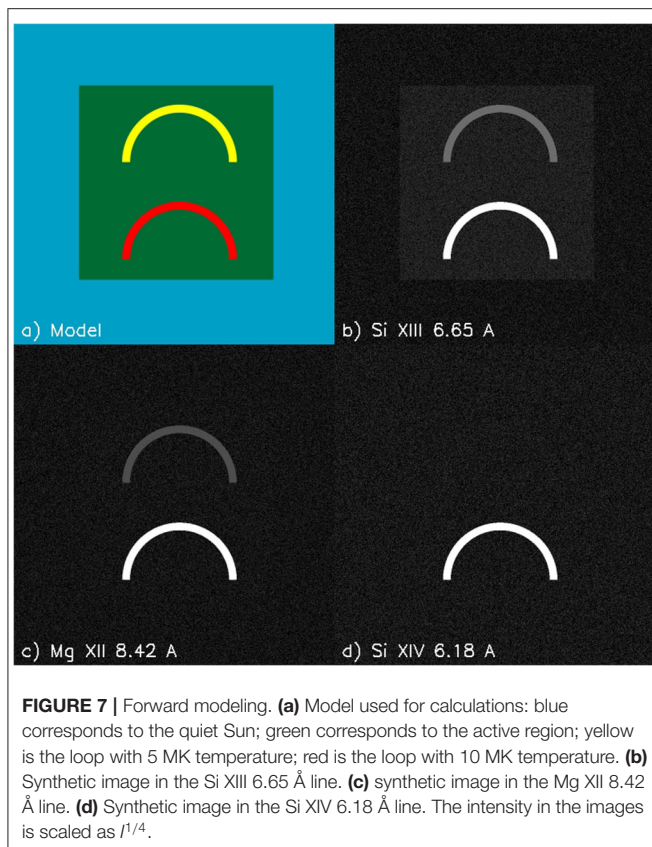 a) Model
b) Si XIII 6.65 A
c) Mg XII 8.42 A
d) Si XIV 6.18 A
FIGURE 7 | Forward modeling. (a) Model used for calculations: blue
corresponds to the quiet Sun; green corresponds to the active region; yellow
is the loop with 5 MK temperature; red is the loop with 10 MK temperature. (b)
Synthetic image in the Si XIII 6.65 Å line. (c) synthetic image in the Mg XII 8.42
Å line. (d) Synthetic image in the Si XIV 6.18 Å line. The intensity in the images
is scaled as I^1/4.